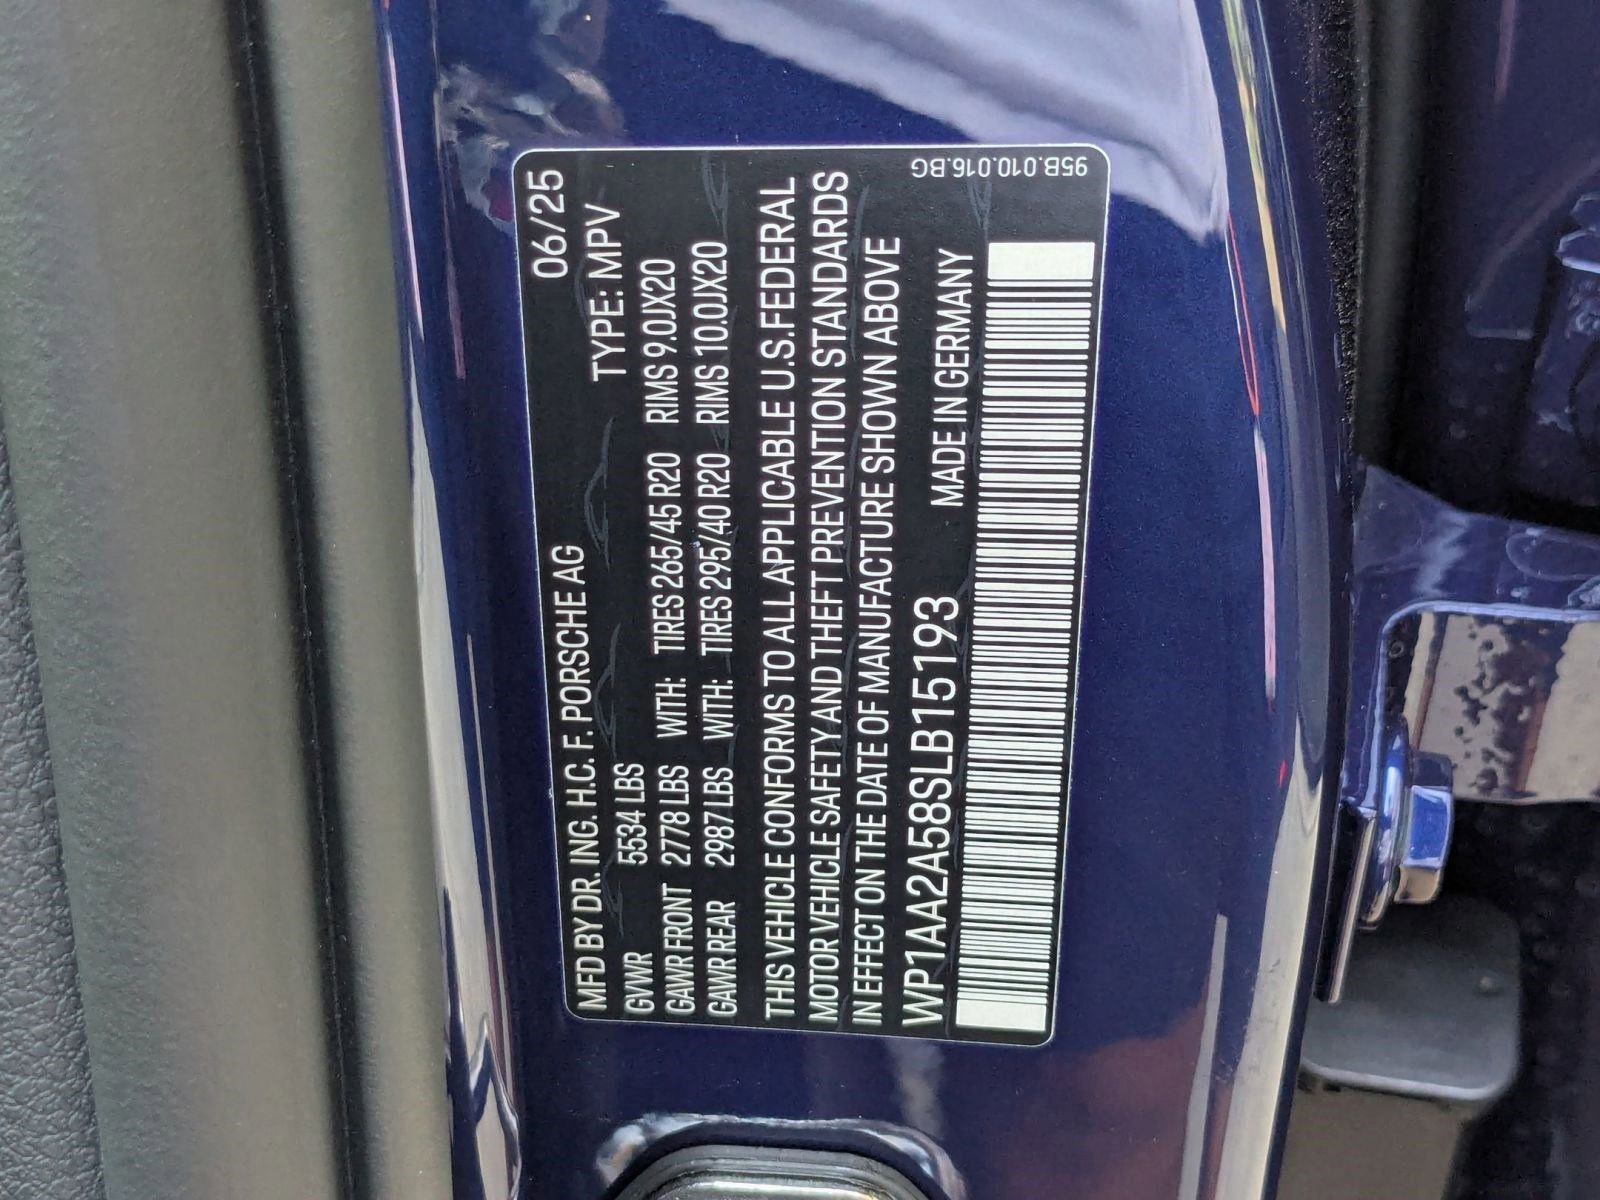 MFD BY DR. ING. H.C. F. PORSCHE AG 06/25
GVWR 5534 LBS TYPE: MPV
GAWR FRONT 2778 LBS WITH: TIRES 265/45 R20 RIMS 9.0JX20
GAWR REAR 2987 LBS WITH: TIRES 295/40 R20 RIMS 10.0JX20
THIS VEHICLE CONFORMS TO ALL APPLICABLE U.S.FEDERAL
MOTOR VEHICLE SAFETY AND THEFT PREVENTION STANDARDS
IN EFFECT ON THE DATE OF MANUFACTURE SHOWN ABOVE
WP1AA2A58SLB15193 MADE IN GERMANY
95B.010.016.BG